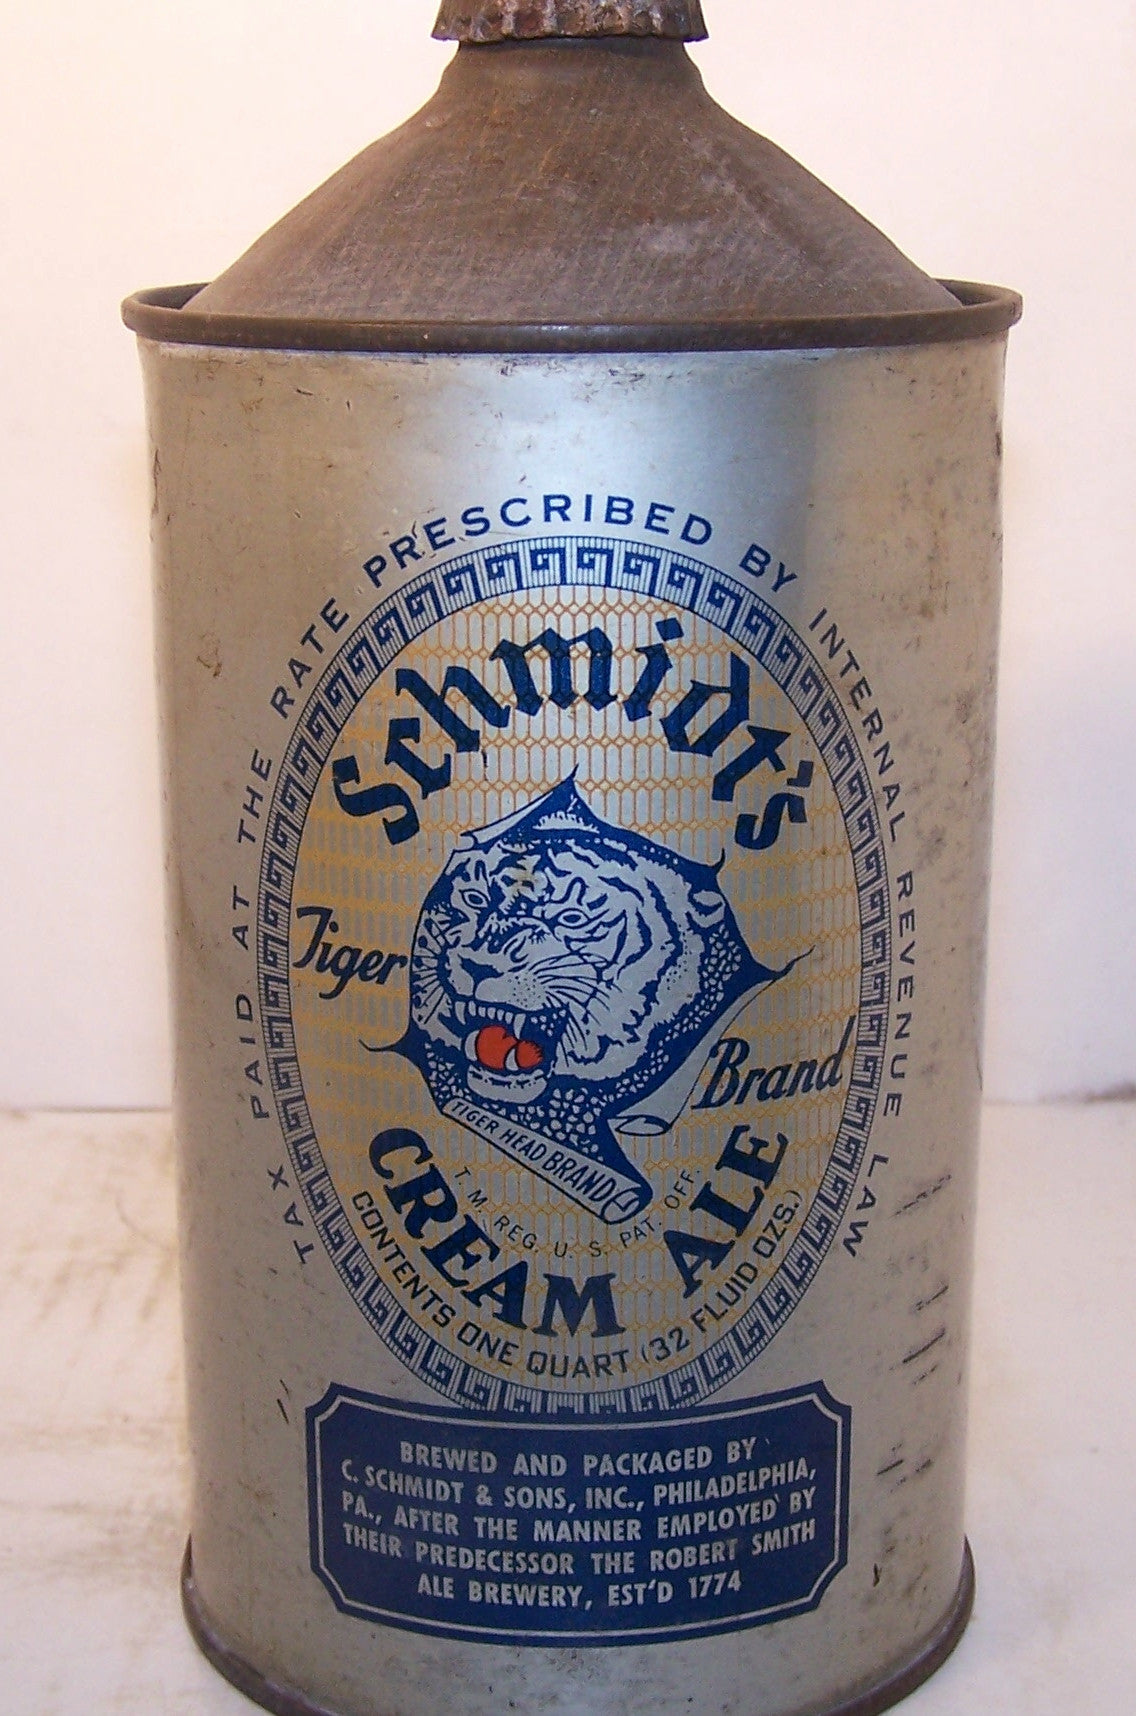 TAX PAID AT THE RATE PRESCRIBED BY INTERNAL REVENUE LAW
Schmidt's
Tiger
Brand
TIGER HEAD BRAND
T. M. REG. U. S. PAT. OFF.
CREAM ALE
CONTENTS ONE QUART (32 FLUID OZS.)
BREWED AND PACKAGED BY
C. SCHMIDT & SONS, INC., PHILADELPHIA,
PA., AFTER THE MANNER EMPLOYED BY
THEIR PREDECESSOR THE ROBERT SMITH
ALE BREWERY, EST'D 1774